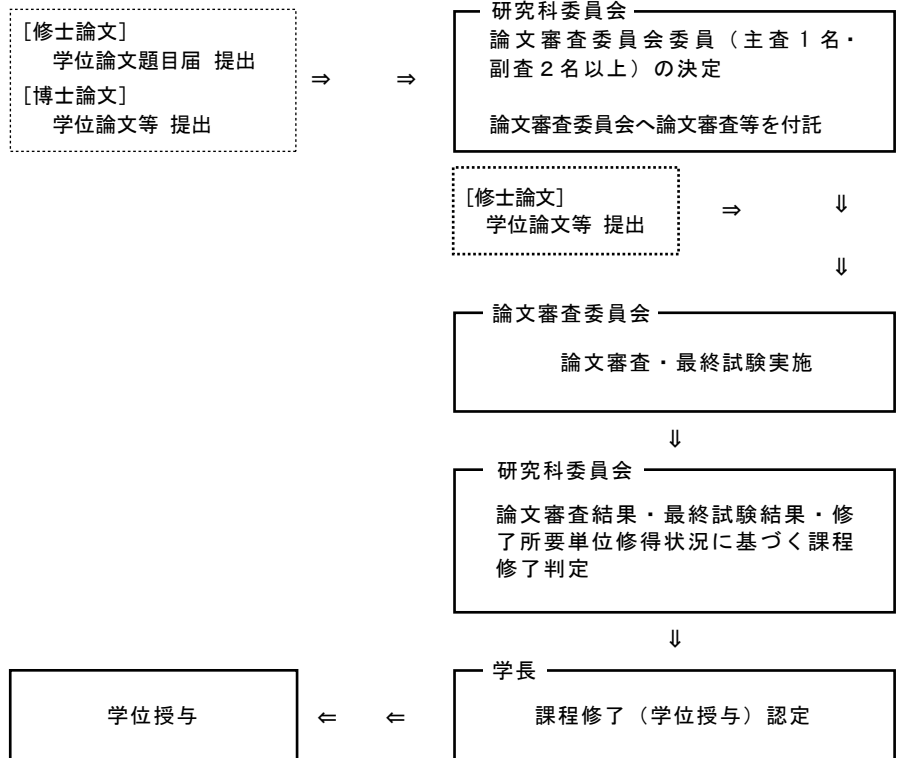 [修士論文]
学位論文題目届 提出
[博士論文]
学位論文等 提出
⇒ ⇒
研究科委員会
論文審査委員会委員（主査１名・
副査２名以上）の決定
論文審査委員会へ論文審査等を付託
[修士論文]
学位論文等 提出
⇒ ⇓
⇓
論文審査委員会
論文審査・最終試験実施
⇓
研究科委員会
論文審査結果・最終試験結果・修
了所要単位修得状況に基づく課程
修了判定
⇓
学長
課程修了（学位授与）認定
⇐ ⇐
学位授与